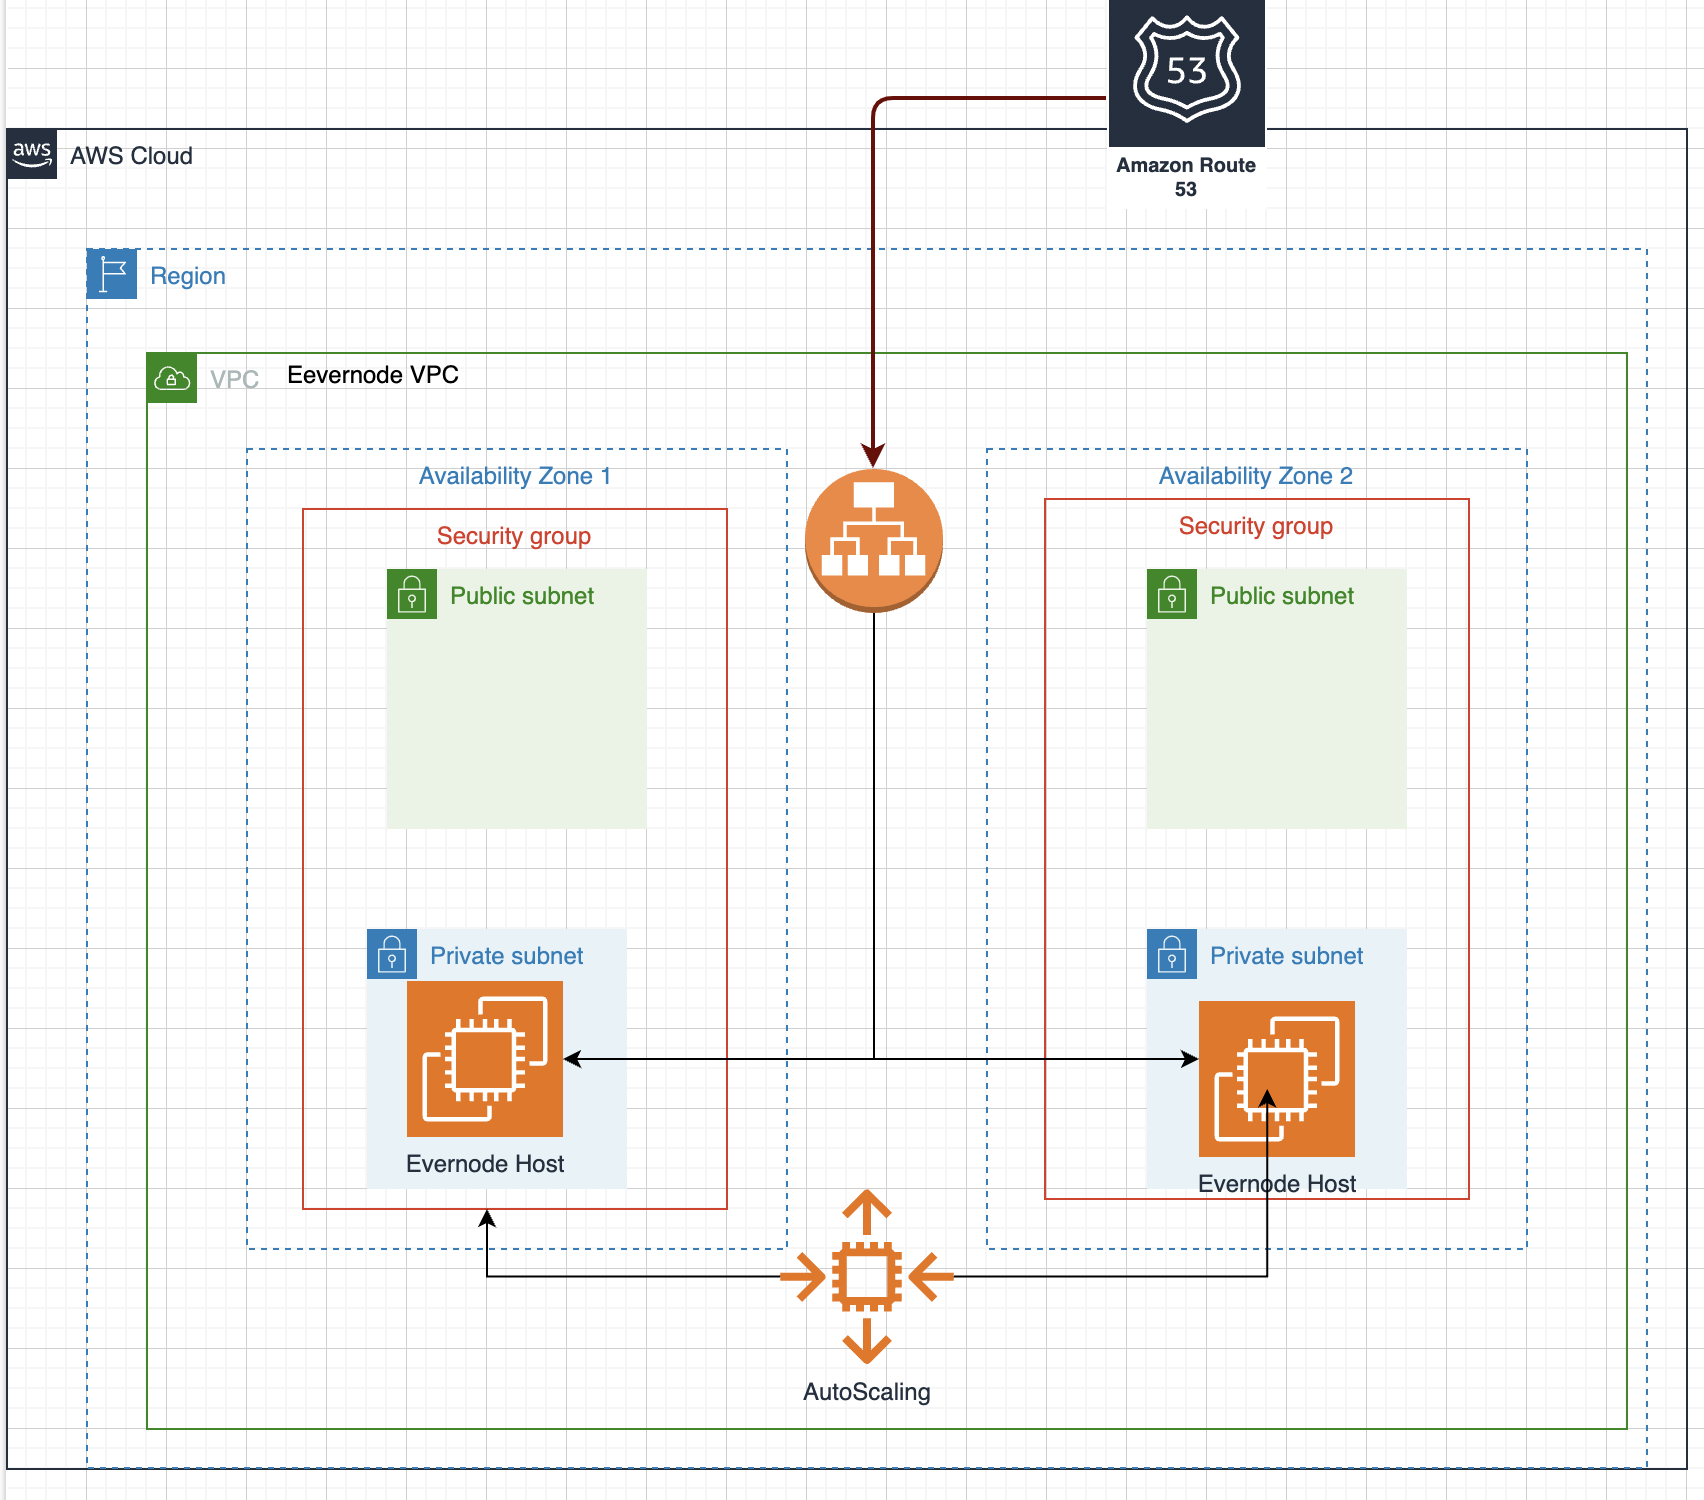 53
Amazon Route
53
aws
AWS Cloud
Region
VPC
Eevernode VPC
Availability Zone 1
Availability Zone 2
Security group
Security group
Public subnet
Public subnet
Private subnet
Private subnet
Evernode Host
Evernode Host
AutoScaling